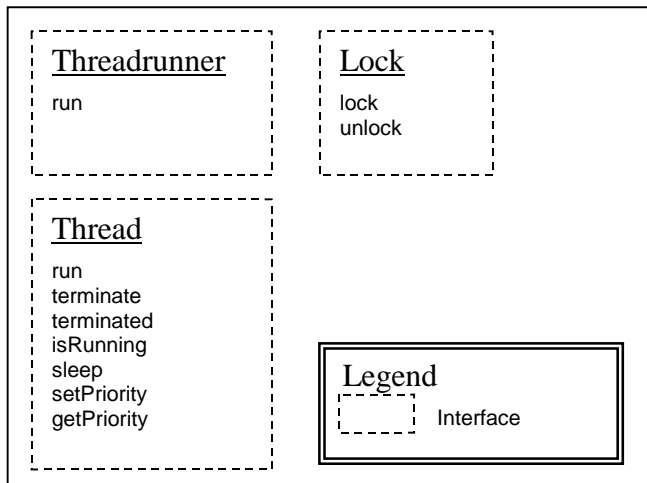 Threadrunner
run
Lock
lock
unlock
Thread
run
terminate
terminated
isRunning
sleep
setPriority
getPriority
Legend
Interface